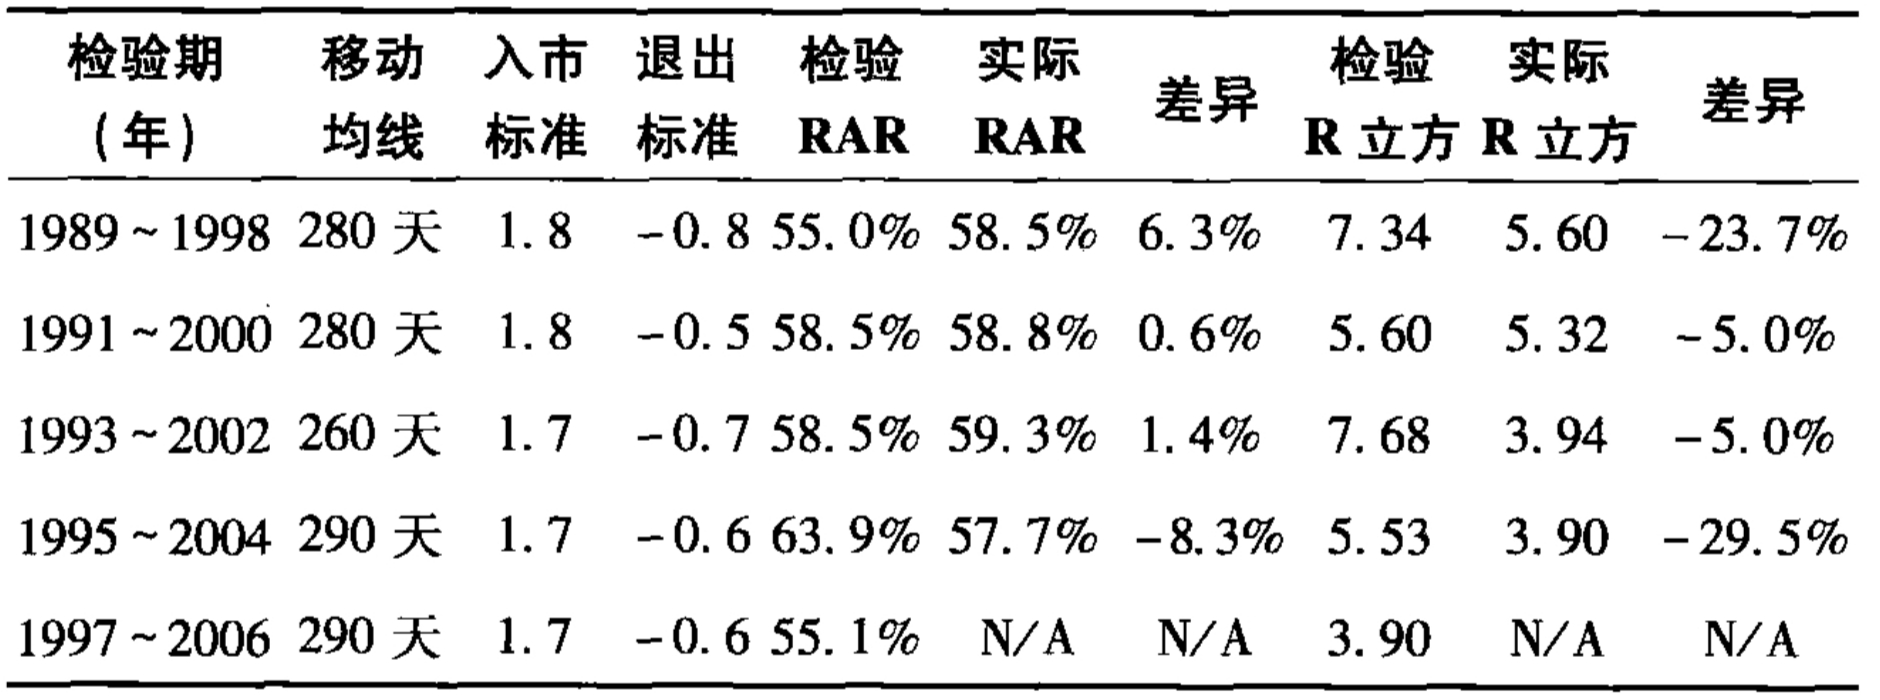 检验期 移动 入市 退出 检验 实际 差异 检验 实际 差异
(年) 均线 标准 标准 RAR RAR R 立方 R 立方
1989~1998 280 天 1.8 -0.8 55.0% 58.5% 6.3% 7.34 5.60 -23.7%
1991~2000 280 天 1.8 -0.5 58.5% 58.8% 0.6% 5.60 5.32 -5.0%
1993~2002 260 天 1.7 -0.7 58.5% 59.3% 1.4% 7.68 3.94 -5.0%
1995~2004 290 天 1.7 -0.6 63.9% 57.7% -8.3% 5.53 3.90 -29.5%
1997~2006 290 天 1.7 -0.6 55.1% N/A N/A 3.90 N/A N/A